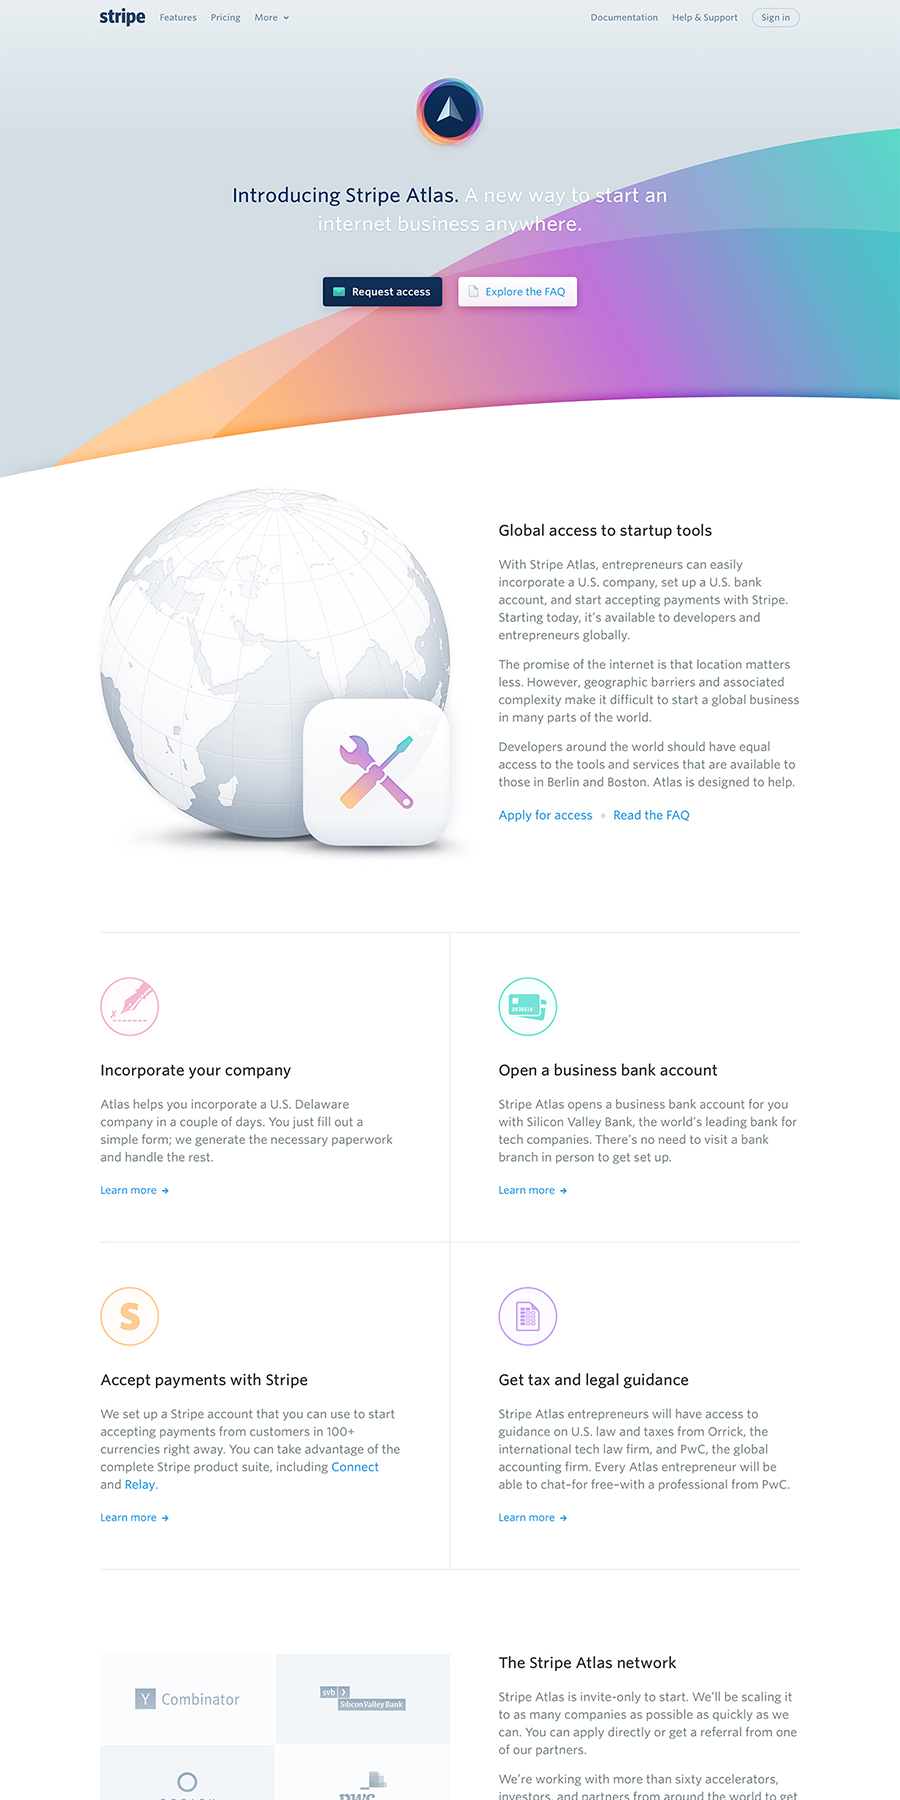 stripe Features Pricing More Documentation Help & Support Sign in
Introducing Stripe Atlas. A new way to start an
internet business anywhere.
Request access Explore the FAQ
Global access to startup tools
With Stripe Atlas, entrepreneurs can easily
incorporate a U.S. company, set up a U.S. bank
account, and start accepting payments with Stripe.
Starting today, it’s available to developers and
entrepreneurs globally.
The promise of the internet is that location matters
less. However, geographic barriers and associated
complexity make it difficult to start a global business
in many parts of the world.
Developers around the world should have equal
access to the tools and services that are available to
those in Berlin and Boston. Atlas is designed to help.
Apply for access Read the FAQ
Incorporate your company
Atlas helps you incorporate a U.S. Delaware
company in a couple of days. You just fill out a
simple form; we generate the necessary paperwork
and handle the rest.
Learn more →
Open a business bank account
Stripe Atlas opens a business bank account for you
with Silicon Valley Bank, the world’s leading bank for
tech companies. There’s no need to visit a bank
branch in person to get set up.
Learn more →
S
Accept payments with Stripe
We set up a Stripe account that you can use to start
accepting payments from customers in 100+
currencies right away. You can take advantage of the
complete Stripe product suite, including Connect
and Relay.
Learn more →
Get tax and legal guidance
Stripe Atlas entrepreneurs will have access to
guidance on U.S. law and taxes from Orrick, the
international tech law firm, and PwC, the global
accounting firm. Every Atlas entrepreneur will be
able to chat–for free–with a professional from PwC.
Learn more →
Y Combinator
svb
Silicon Valley Bank
pwc
The Stripe Atlas network
Stripe Atlas is invite-only to start. We’ll be scaling it
to as many companies as possible as quickly as we
can. You can apply directly or get a referral from one
of our partners.
We’re working with more than sixty accelerators,
investors, and partners from around the world to get